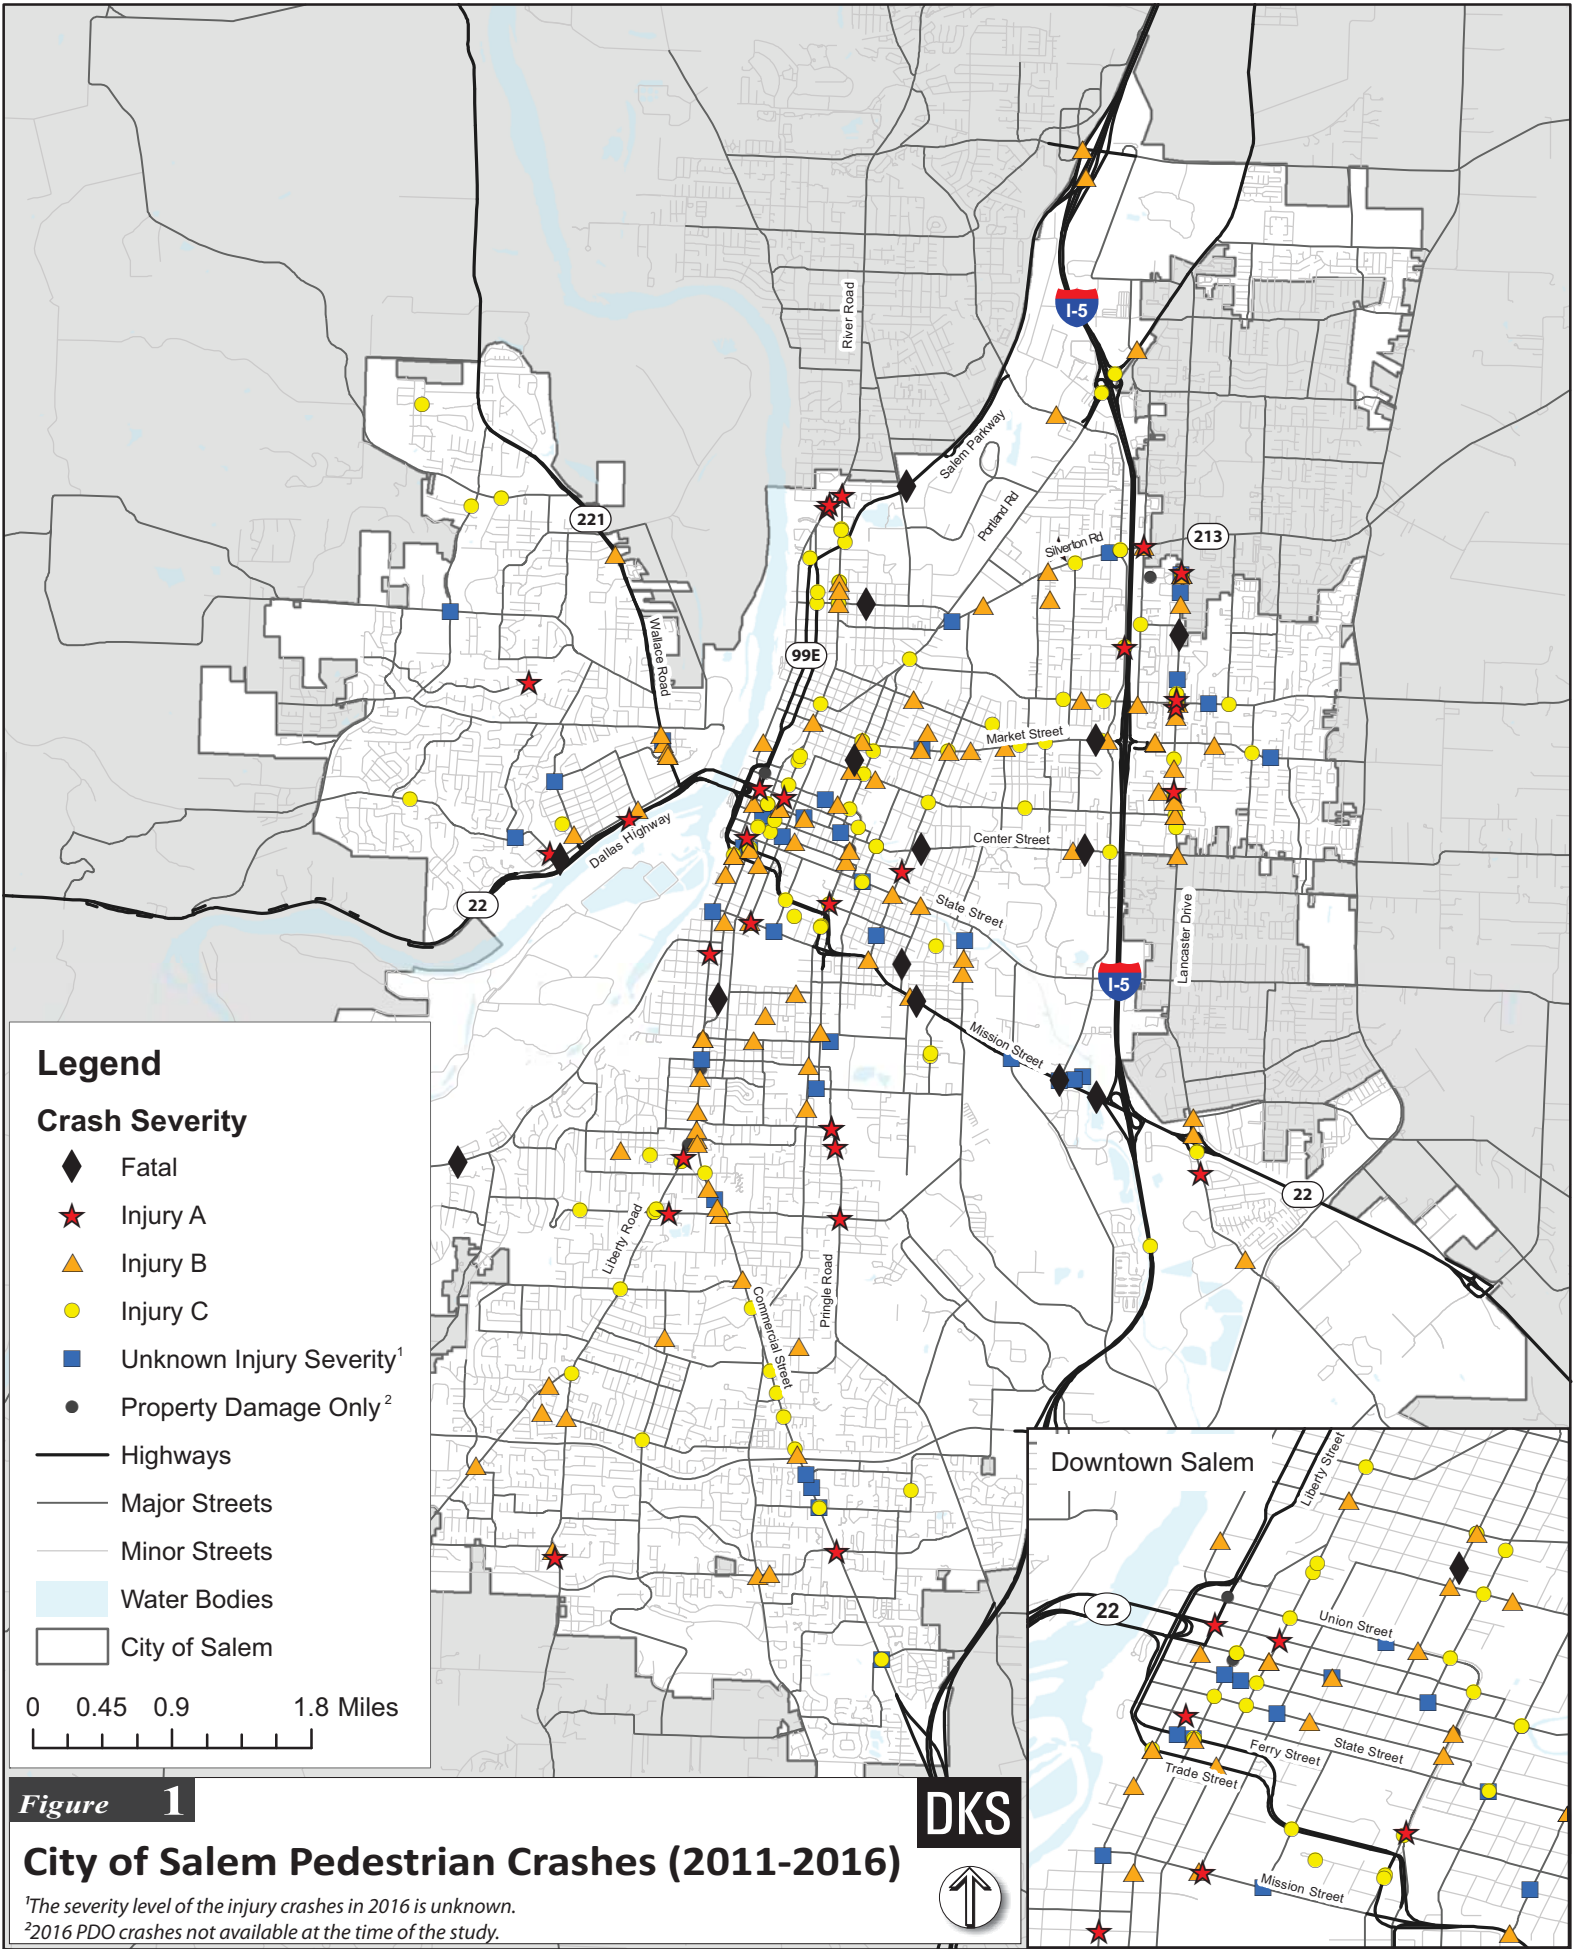 River Road
I-5
Salem Parkway
Portland Rd
221
Silverton Rd
213
Wallace Road
99E
Market Street
Dallas Highway
Center Street
22
State Street
Lancaster Drive
I-5
Mission Street
22
Liberty Road
Pringle Road
Commercial Street
Legend
Crash Severity
Fatal
Injury A
Injury B
Injury C
Unknown Injury Severity¹
Property Damage Only ²
Highways
Major Streets
Minor Streets
Water Bodies
City of Salem
0 0.45 0.9 1.8 Miles
Downtown Salem
Liberty Street
22
Union Street
State Street
Ferry Street
Trade Street
Mission Street
Figure 1
DKS
City of Salem Pedestrian Crashes (2011-2016)
¹The severity level of the injury crashes in 2016 is unknown.
²2016 PDO crashes not available at the time of the study.